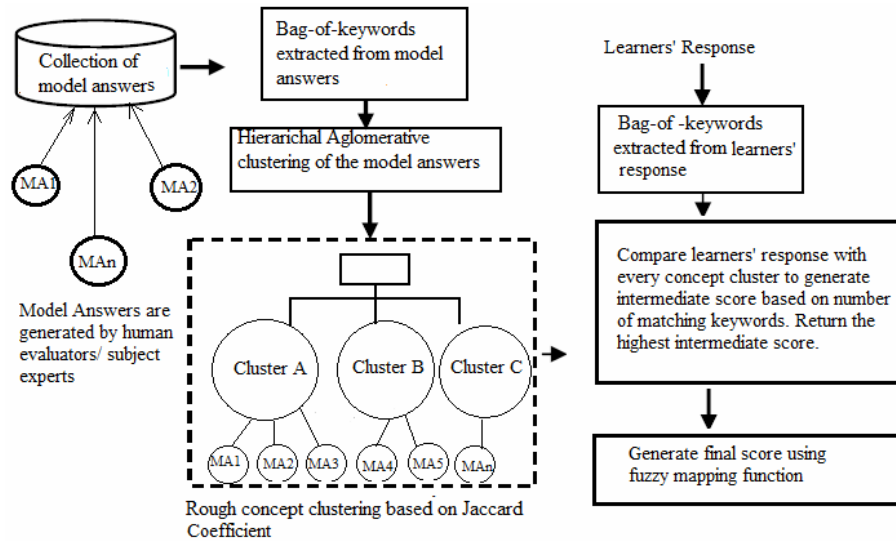 Collection of
model answers
MA1
MA2
MAn
Model Answers are
generated by human
evaluators/ subject
experts
Bag-of-keywords
extracted from model
answers
Hierarichal Aglomerative
clustering of the model answers
Cluster A
Cluster B
Cluster C
MA1
MA2
MA3
MA4
MA5
MAn
Rough concept clustering based on Jaccard
Coefficient
Learners' Response
Bag-of -keywords
extracted from learners'
response
Compare learners' response with
every concept cluster to generate
intermediate score based on number
of matching keywords. Return the
highest intermediate score.
Generate final score using
fuzzy mapping function